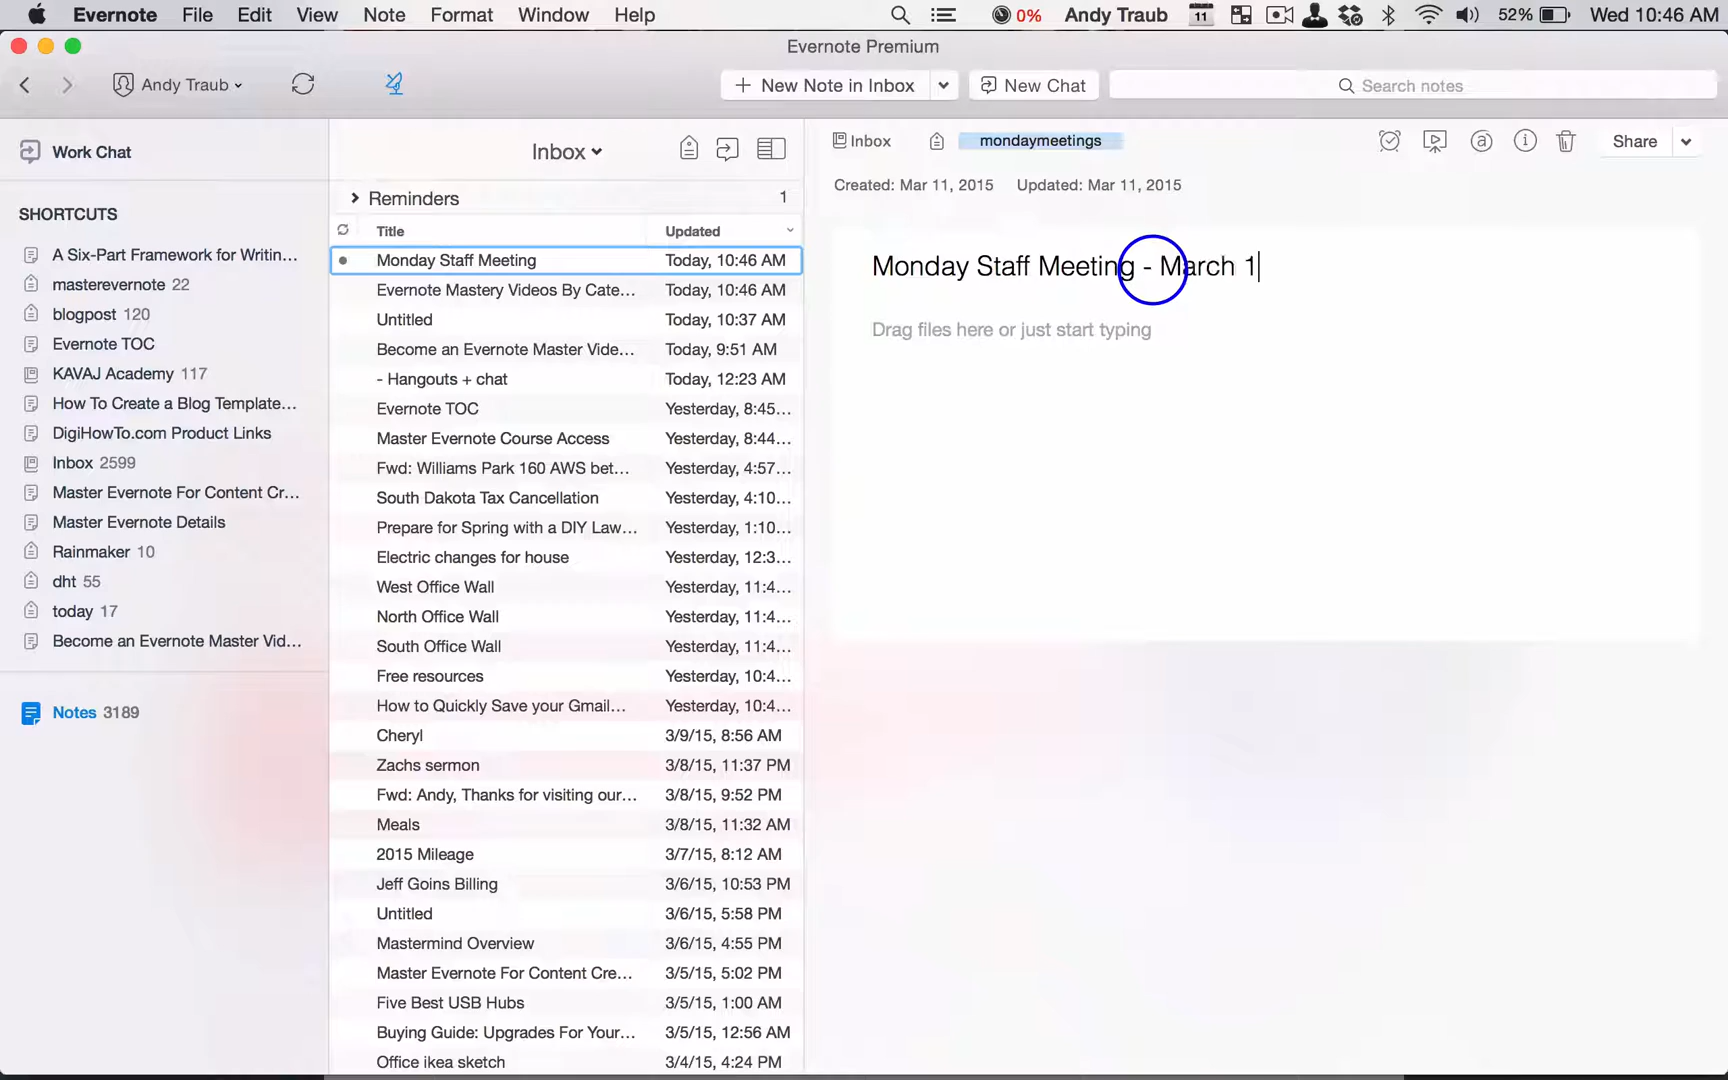 Evernote File Edit View Note Format Window Help 0% Andy Traub 11 52% Wed 10:46 AM
Evernote Premium
Andy Traub New Note in Inbox New Chat Search notes
Work Chat
SHORTCUTS
A Six-Part Framework for Writin...
masterevernote 22
blogpost 120
Evernote TOC
KAVAJ Academy 117
How To Create a Blog Template...
DigiHowTo.com Product Links
Inbox 2599
Master Evernote For Content Cr...
Master Evernote Details
Rainmaker 10
dht 55
today 17
Become an Evernote Master Vid...
Notes 3189
Inbox
Reminders 1
Title Updated
Monday Staff Meeting Today, 10:46 AM
Evernote Mastery Videos By Cate... Today, 10:46 AM
Untitled Today, 10:37 AM
Become an Evernote Master Vide... Today, 9:51 AM
- Hangouts + chat Today, 12:23 AM
Evernote TOC Yesterday, 8:45...
Master Evernote Course Access Yesterday, 8:44...
Fwd: Williams Park 160 AWS bet... Yesterday, 4:57...
South Dakota Tax Cancellation Yesterday, 4:10...
Prepare for Spring with a DIY Law... Yesterday, 1:10...
Electric changes for house Yesterday, 12:3...
West Office Wall Yesterday, 11:4...
North Office Wall Yesterday, 11:4...
South Office Wall Yesterday, 11:4...
Free resources Yesterday, 10:4...
How to Quickly Save your Gmail... Yesterday, 10:4...
Cheryl 3/9/15, 8:56 AM
Zachs sermon 3/8/15, 11:37 PM
Fwd: Andy, Thanks for visiting our... 3/8/15, 9:52 PM
Meals 3/8/15, 11:32 AM
2015 Mileage 3/7/15, 8:12 AM
Jeff Goins Billing 3/6/15, 10:53 PM
Untitled 3/6/15, 5:58 PM
Mastermind Overview 3/6/15, 4:55 PM
Master Evernote For Content Cre... 3/5/15, 5:02 PM
Five Best USB Hubs 3/5/15, 1:00 AM
Buying Guide: Upgrades For Your... 3/5/15, 12:56 AM
Office ikea sketch 3/4/15, 4:24 PM
Inbox mondaymeetings Share
Created: Mar 11, 2015 Updated: Mar 11, 2015
Monday Staff Meeting - March 1
Drag files here or just start typing